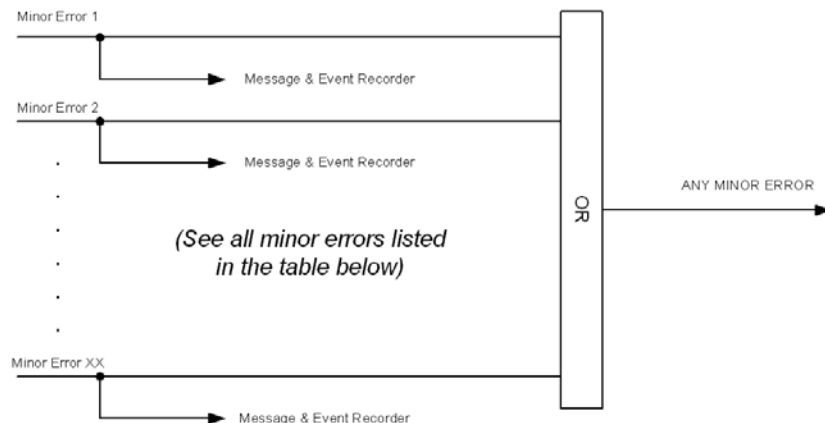 Minor Error 1
Message & Event Recorder
Minor Error 2
Message & Event Recorder
ANY MINOR ERROR
OR
(See all minor errors listed
in the table below)
Minor Error XX
Message & Event Recorder